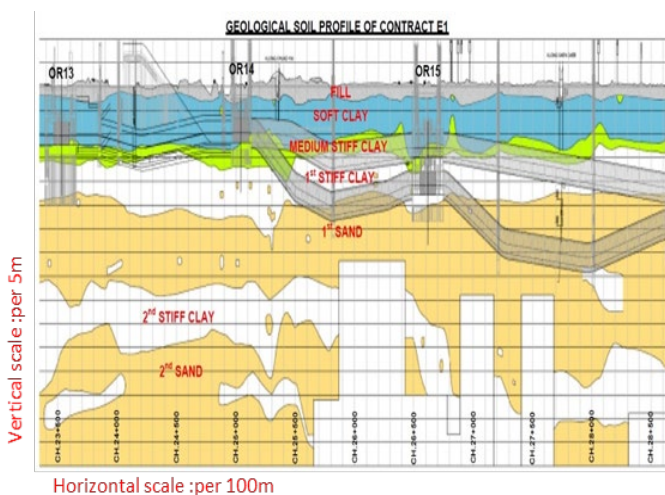 GEOLOGICAL SOIL PROFILE OF CONTRACT E1
OR13
OR14
OR15
FILL
SOFT CLAY
MEDIUM STIFF CLAY
1st STIFF CLAY
1st SAND
2nd STIFF CLAY
2nd SAND
Vertical scale :per 5m
CH.23+500
CH.24+000
CH.24+500
CH.25+000
CH.25+500
CH.26+000
CH.26+500
CH.27+000
CH.27+500
CH.28+000
CH.28+500
Horizontal scale :per 100m